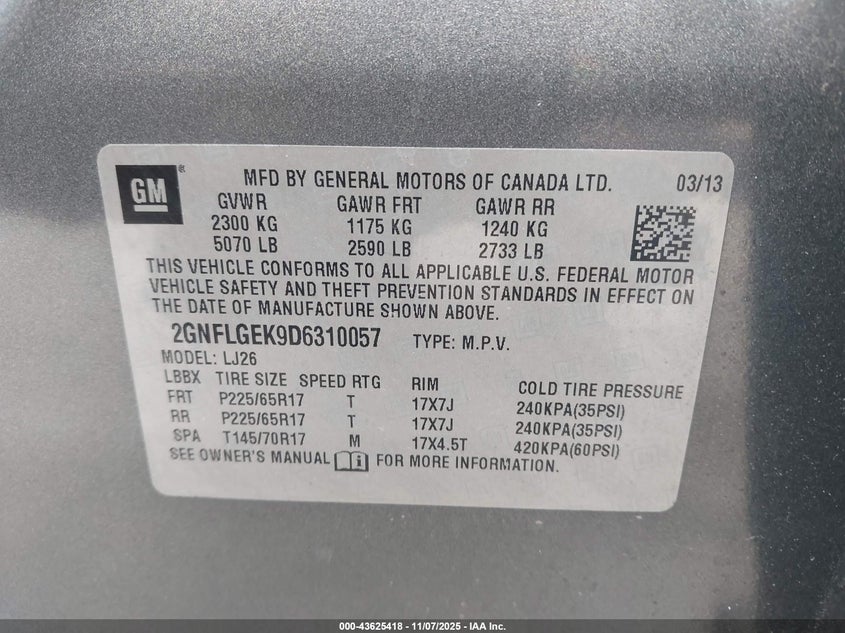 GM
MFD BY GENERAL MOTORS OF CANADA LTD. 03/13
GVWR GAWR FRT GAWR RR
2300 KG 1175 KG 1240 KG
5070 LB 2590 LB 2733 LB
THIS VEHICLE CONFORMS TO ALL APPLICABLE U.S. FEDERAL MOTOR
VEHICLE SAFETY AND THEFT PREVENTION STANDARDS IN EFFECT ON
THE DATE OF MANUFACTURE SHOWN ABOVE.
2GNFLGEK9D6310057 TYPE: M.P.V.
MODEL: LJ26
LBBX TIRE SIZE SPEED RTG RIM COLD TIRE PRESSURE
FRT P225/65R17 T 17X7J 240KPA(35PSI)
RR P225/65R17 T 17X7J 240KPA(35PSI)
SPA T145/70R17 M 17X4.5T 420KPA(60PSI)
SEE OWNER'S MANUAL FOR MORE INFORMATION.
000-43625418 - 11/07/2025 - IAA Inc.